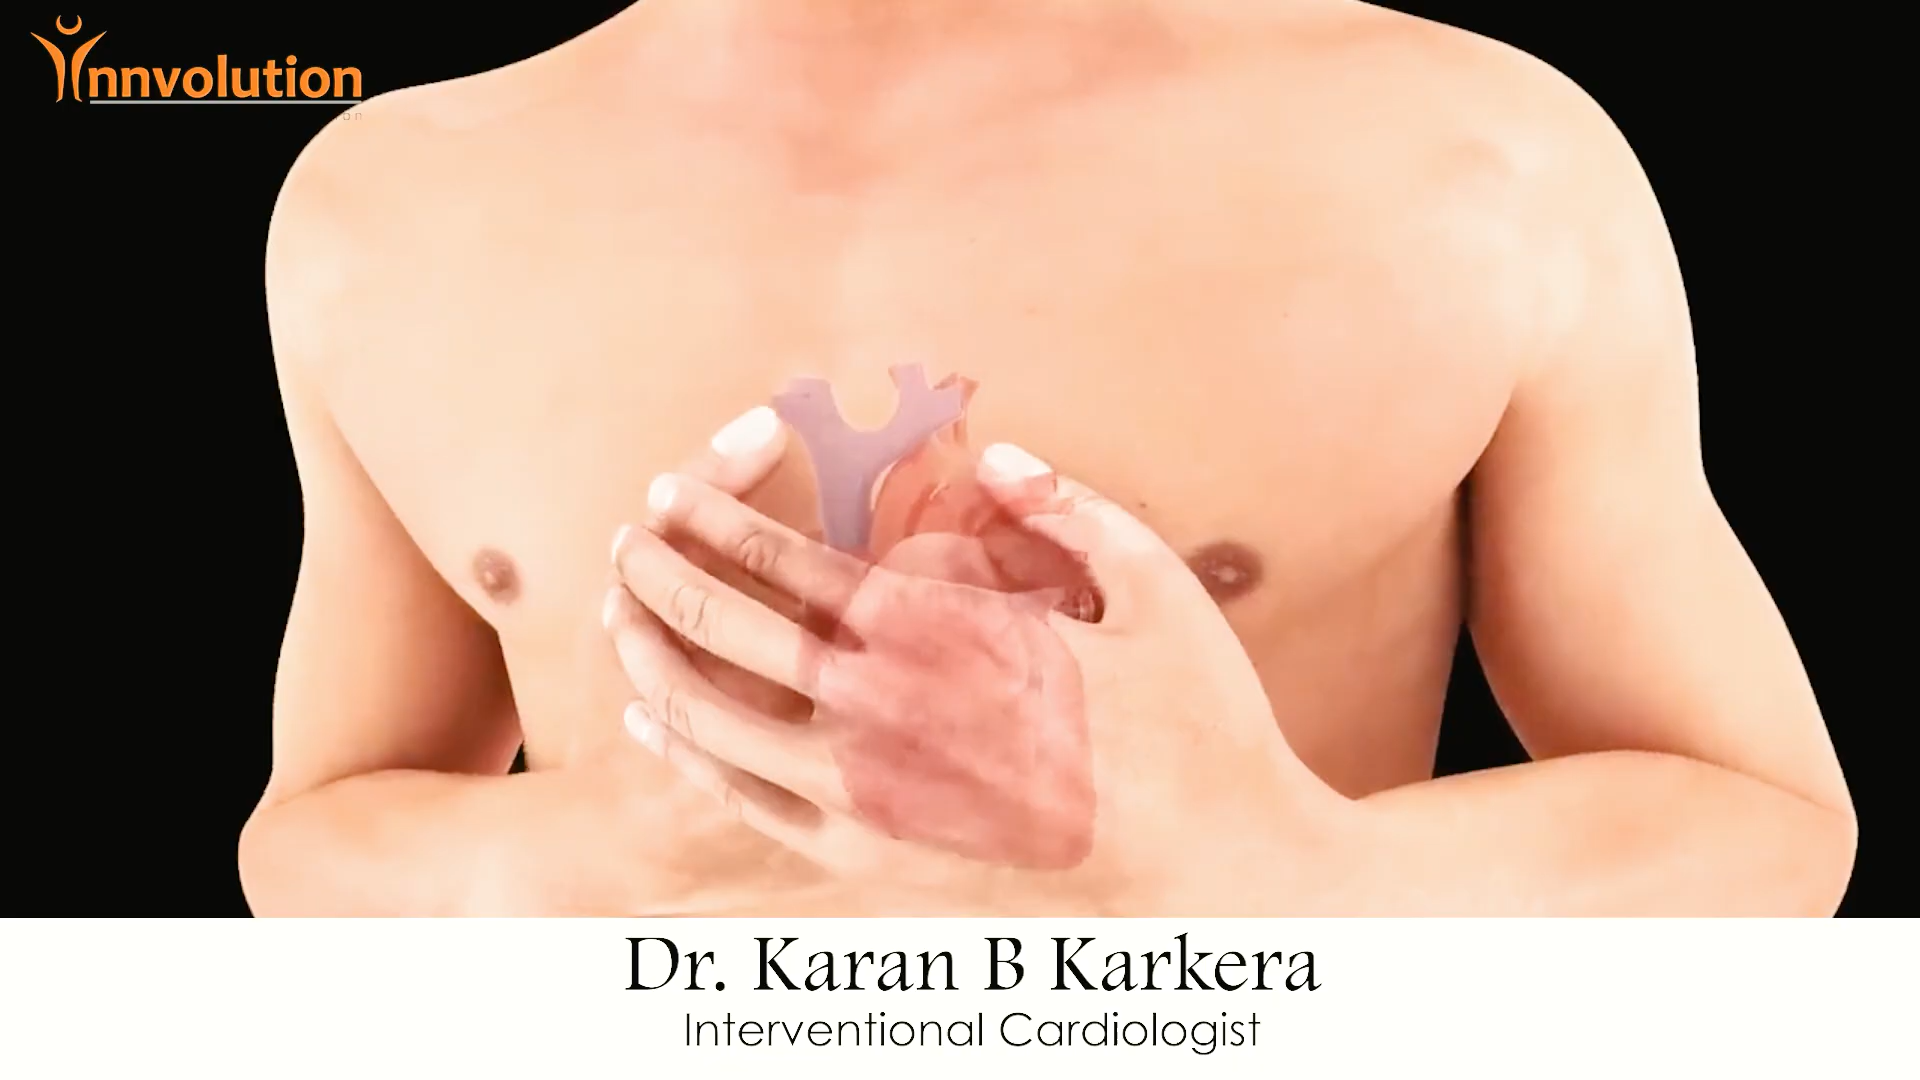 nnvolution
Dr. Karan B Karkera
Interventional Cardiologist